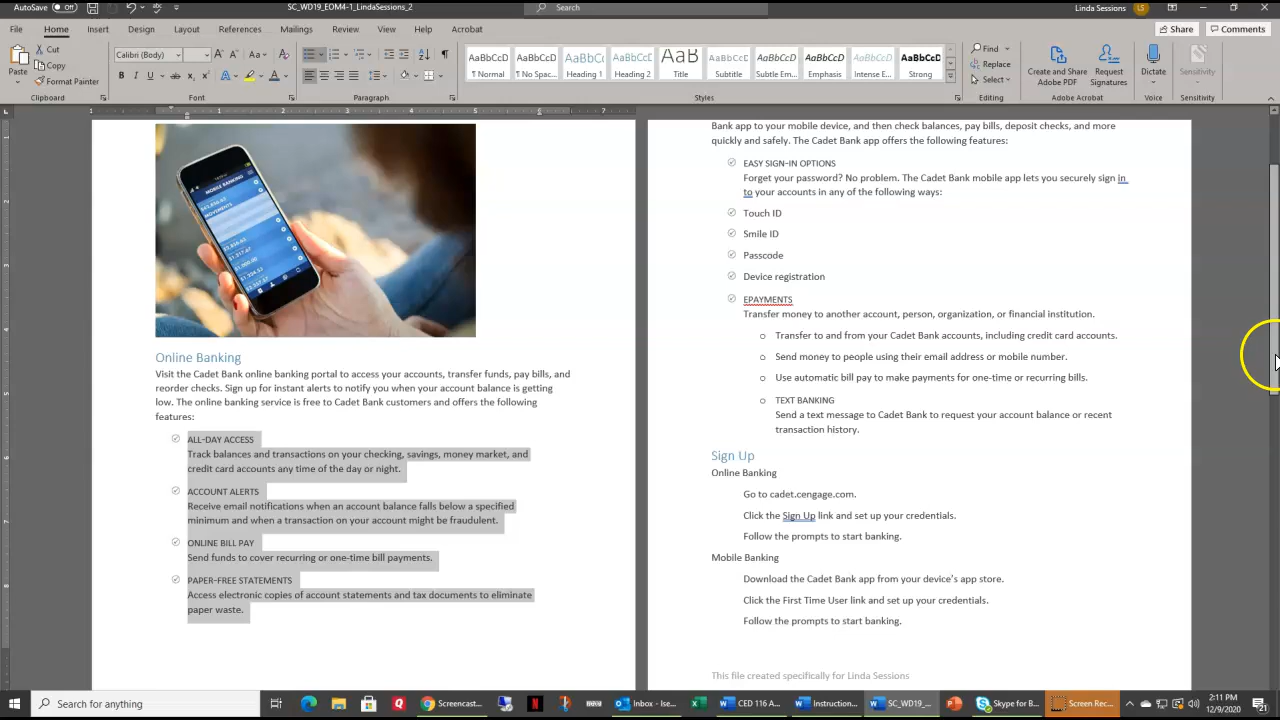 AutoSave Off SC_WD19_EOM4-1_LindaSessions_2 Search Linda Sessions LS
File Home Insert Design Layout References Mailings Review View Help Acrobat Share Comments
Paste Cut Copy Format Painter
Clipboard
Calibri (Body)
Font
Paragraph
AaBbCcDd ¶ Normal
AaBbCcDd ¶ No Spac...
AaBbCc Heading 1
AaBbCcD Heading 2
AaB Title
AaBbCcD Subtitle
AaBbCcD Subtle Em...
AaBbCcD Emphasis
AaBbCcD Intense E...
AaBbCcD Strong
Styles
Find
Replace
Select
Editing
Create and Share Adobe PDF
Request Signatures
Adobe Acrobat
Dictate
Voice
Sensitivity
Sensitivity
MOBILE BANKING
MOVEMENTS
Online Banking
Visit the Cadet Bank online banking portal to access your accounts, transfer funds, pay bills, and
reorder checks. Sign up for instant alerts to notify you when your account balance is getting
low. The online banking service is free to Cadet Bank customers and offers the following
features:
ALL-DAY ACCESS
Track balances and transactions on your checking, savings, money market, and
credit card accounts any time of the day or night.
ACCOUNT ALERTS
Receive email notifications when an account balance falls below a specified
minimum and when a transaction on your account might be fraudulent.
ONLINE BILL PAY
Send funds to cover recurring or one-time bill payments.
PAPER-FREE STATEMENTS
Access electronic copies of account statements and tax documents to eliminate
paper waste.
Bank app to your mobile device, and then check balances, pay bills, deposit checks, and more
quickly and safely. The Cadet Bank app offers the following features:
EASY SIGN-IN OPTIONS
Forget your password? No problem. The Cadet Bank mobile app lets you securely sign in
to your accounts in any of the following ways:
Touch ID
Smile ID
Passcode
Device registration
EPAYMENTS
Transfer money to another account, person, organization, or financial institution.
Transfer to and from your Cadet Bank accounts, including credit card accounts.
Send money to people using their email address or mobile number.
Use automatic bill pay to make payments for one-time or recurring bills.
TEXT BANKING
Send a text message to Cadet Bank to request your account balance or recent
transaction history.
Sign Up
Online Banking
Go to cadet.cengage.com.
Click the Sign Up link and set up your credentials.
Follow the prompts to start banking.
Mobile Banking
Download the Cadet Bank app from your device's app store.
Click the First Time User link and set up your credentials.
Follow the prompts to start banking.
This file created specifically for Linda Sessions
Search for anything Screencast... Inbox - lse... CED 116 A... Instruction... SC_WD19_... Skype for B... Screen Rec... 2:11 PM
12/9/2020